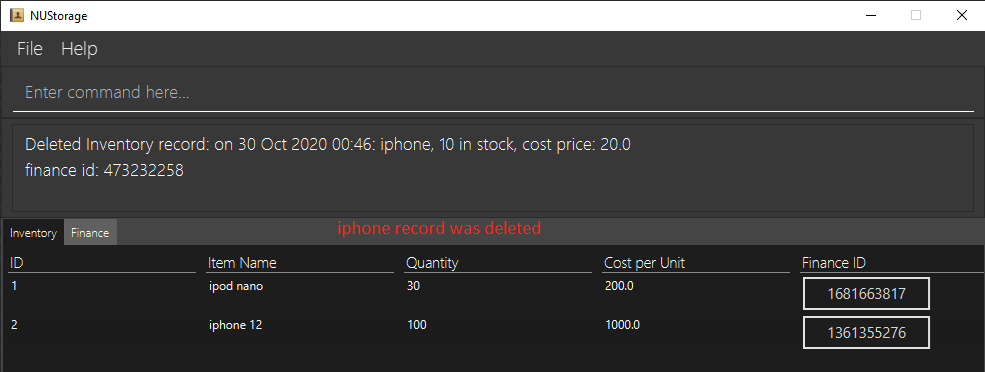 NUStorage
File Help
Enter command here...
Deleted Inventory record: on 30 Oct 2020 00:46: iphone, 10 in stock, cost price: 20.0
finance id: 473232258
Inventory Finance iphone record was deleted
ID Item Name Quantity Cost per Unit Finance ID
1 ipod nano 30 200.0 1681663817
2 iphone 12 100 1000.0 1361355276